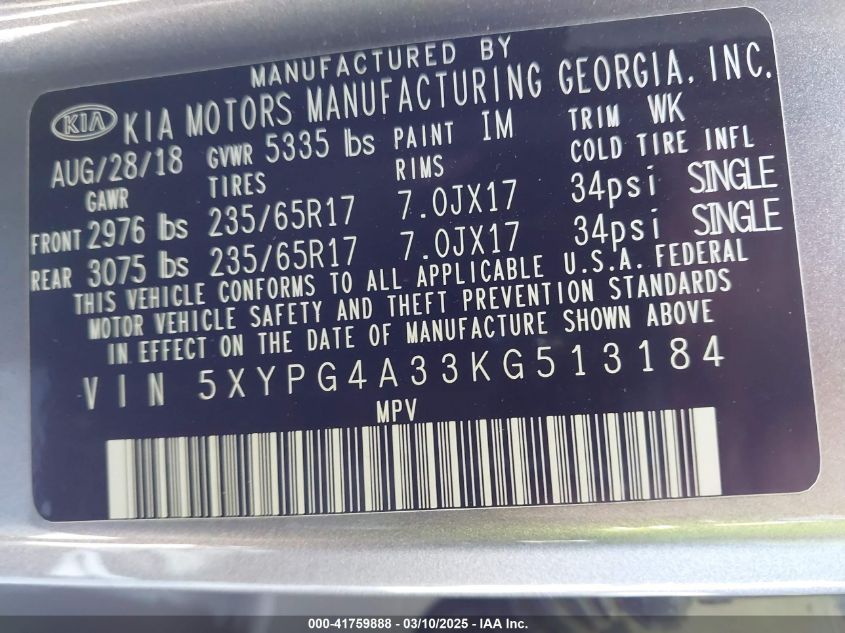 MANUFACTURED BY
KIA KIA MOTORS MANUFACTURING GEORGIA, INC.
AUG/28/18 GVWR 5335 lbs PAINT IM TRIM WK
GAWR TIRES RIMS COLD TIRE INFL
FRONT 2976 lbs 235/65R17 7.0JX17 34psi SINGLE
REAR 3075 lbs 235/65R17 7.0JX17 34psi SINGLE
THIS VEHICLE CONFORMS TO ALL APPLICABLE U.S.A. FEDERAL
MOTOR VEHICLE SAFETY AND THEFT PREVENTION STANDARDS
IN EFFECT ON THE DATE OF MANUFACTURE SHOWN ABOVE
VIN 5XYPG4A33KG513184
MPV
000-41759888 — 03/10/2025 — IAA Inc.